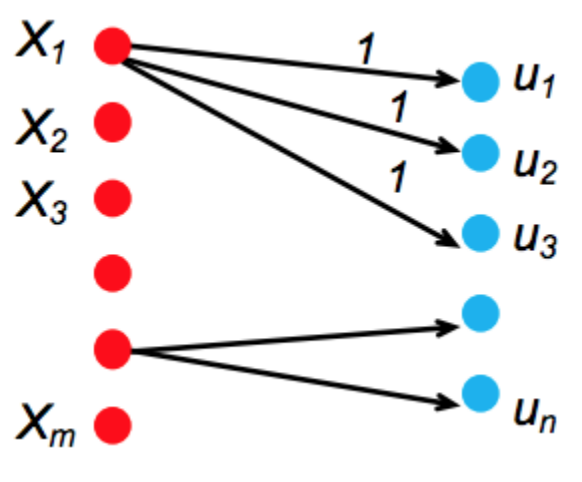 X₁
X₂
X₃
Xₘ
1
1
1
u₁
u₂
u₃
uₙ